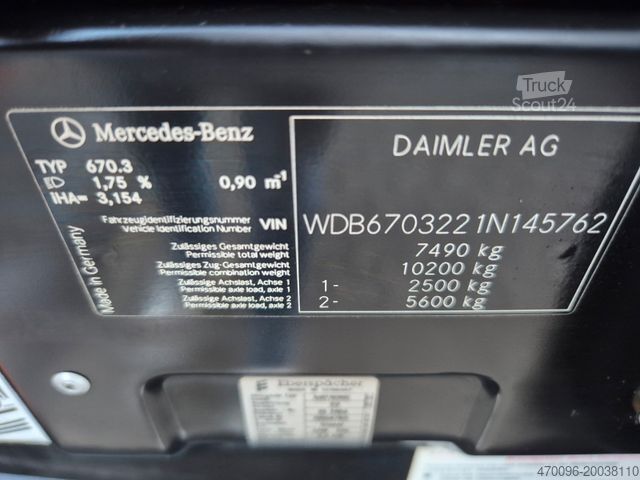 Truck
Scout24
Mercedes-Benz
DAIMLER AG
TYP 670.3
1,75 % 0,90 m-1
IHA= 3,154
Fahrzeugidentifizierungsnummer
Vehicle Identification Number VIN WDB6703221N145762
Zulässiges Gesamtgewicht
Permissible total weight 7490 kg
Zulässiges Zug-Gesamtgewicht
Permissible combination weight 10200 kg
Zulässige Achslast, Achse 1
Permissible axle load, axle 1 1- 2500 kg
Zulässige Achslast, Achse 2
Permissible axle load, axle 2 2- 5600 kg
Made in Germany
Eberspächer
470096-20038110